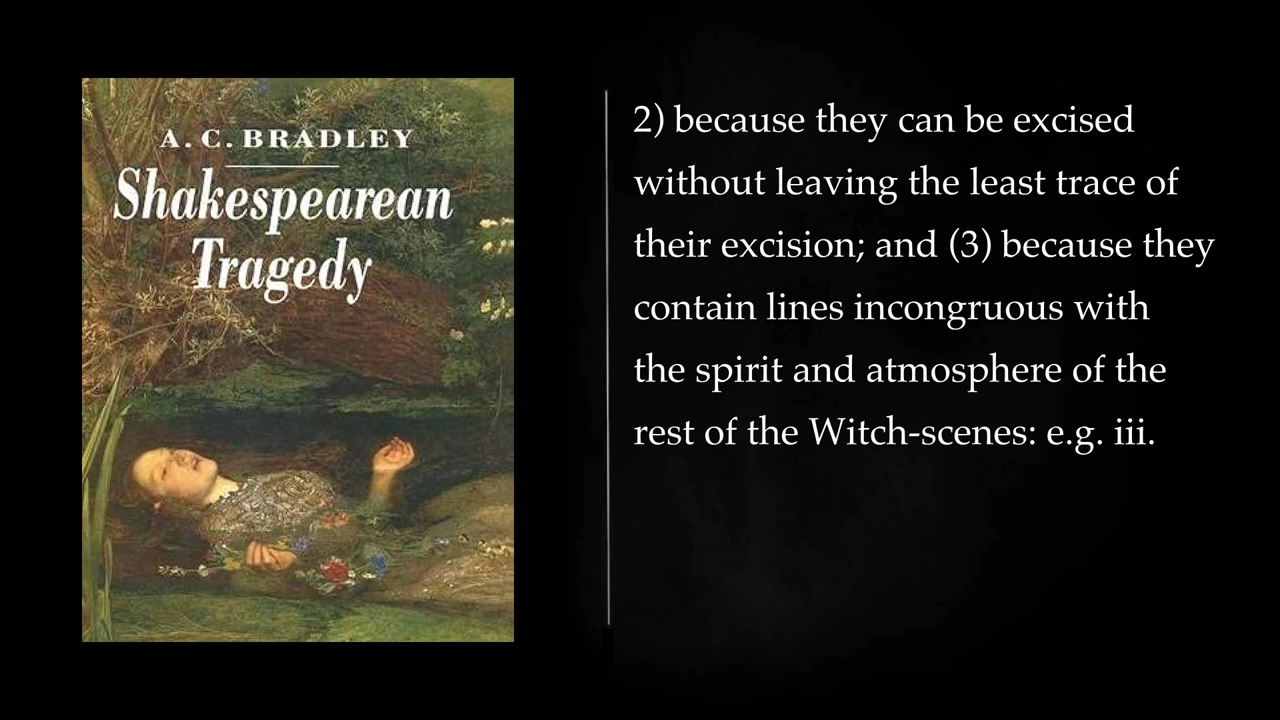 A. C. BRADLEY
Shakespearean
Tragedy
2) because they can be excised
without leaving the least trace of
their excision; and (3) because they
contain lines incongruous with
the spirit and atmosphere of the
rest of the Witch-scenes: e.g. iii.